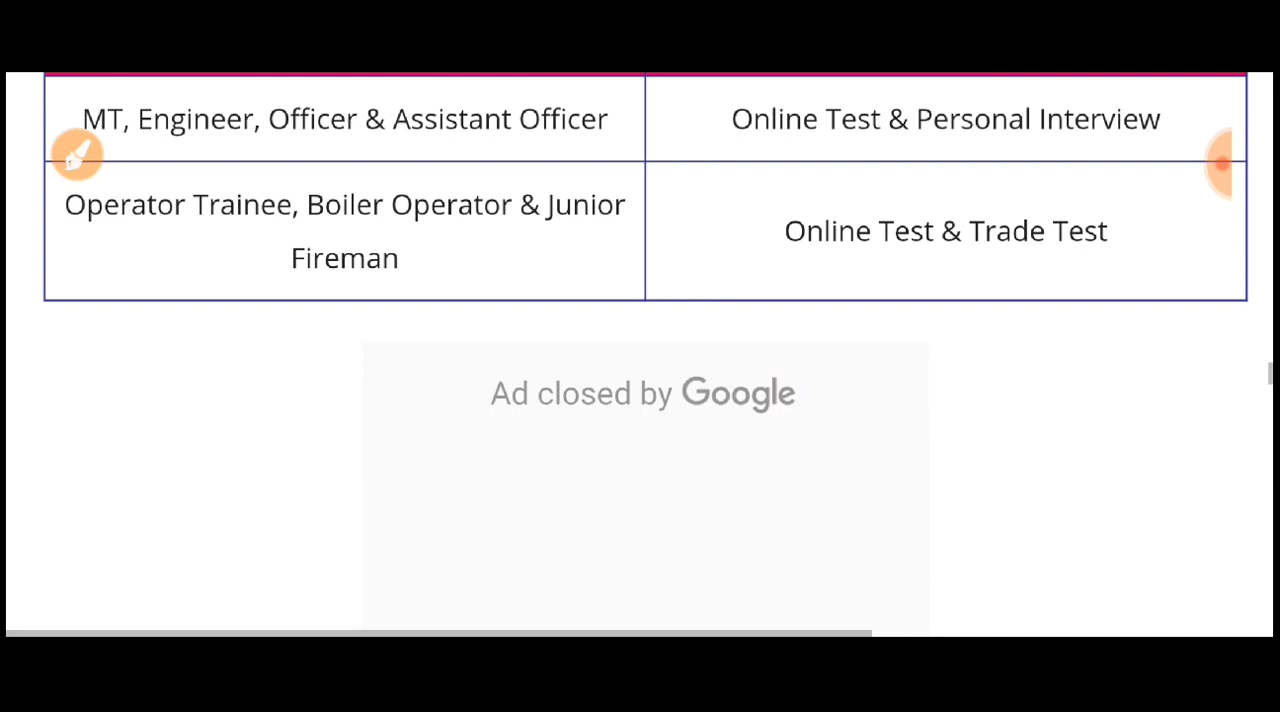 MT, Engineer, Officer & Assistant Officer
Online Test & Personal Interview
Operator Trainee, Boiler Operator & Junior
Fireman
Online Test & Trade Test
Ad closed by Google